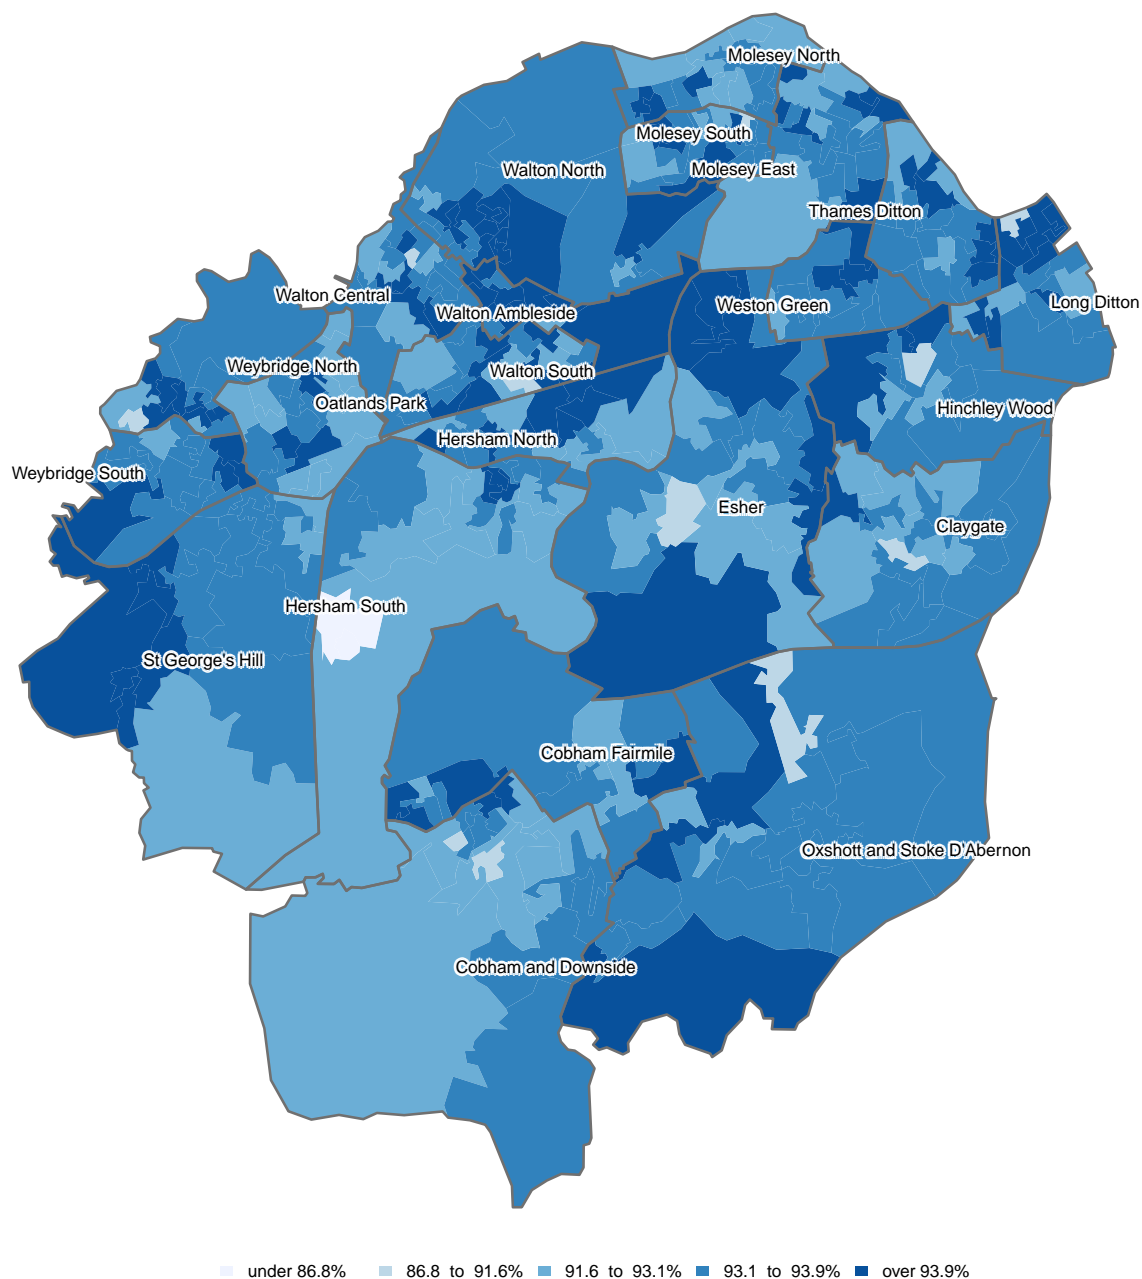 Molesey North
Molesey South
Walton North
Molesey East
Thames Ditton
Walton Central
Long Ditton
Weston Green
Walton Ambleside
Weybridge North
Walton South
Oatlands Park
Hinchley Wood
Hersham North
Weybridge South
Esher
Claygate
Hersham South
St George's Hill
Cobham Fairmile
Oxshott and Stoke D'Abernon
Cobham and Downside
under 86.8% 86.8 to 91.6% 91.6 to 93.1% 93.1 to 93.9% over 93.9%